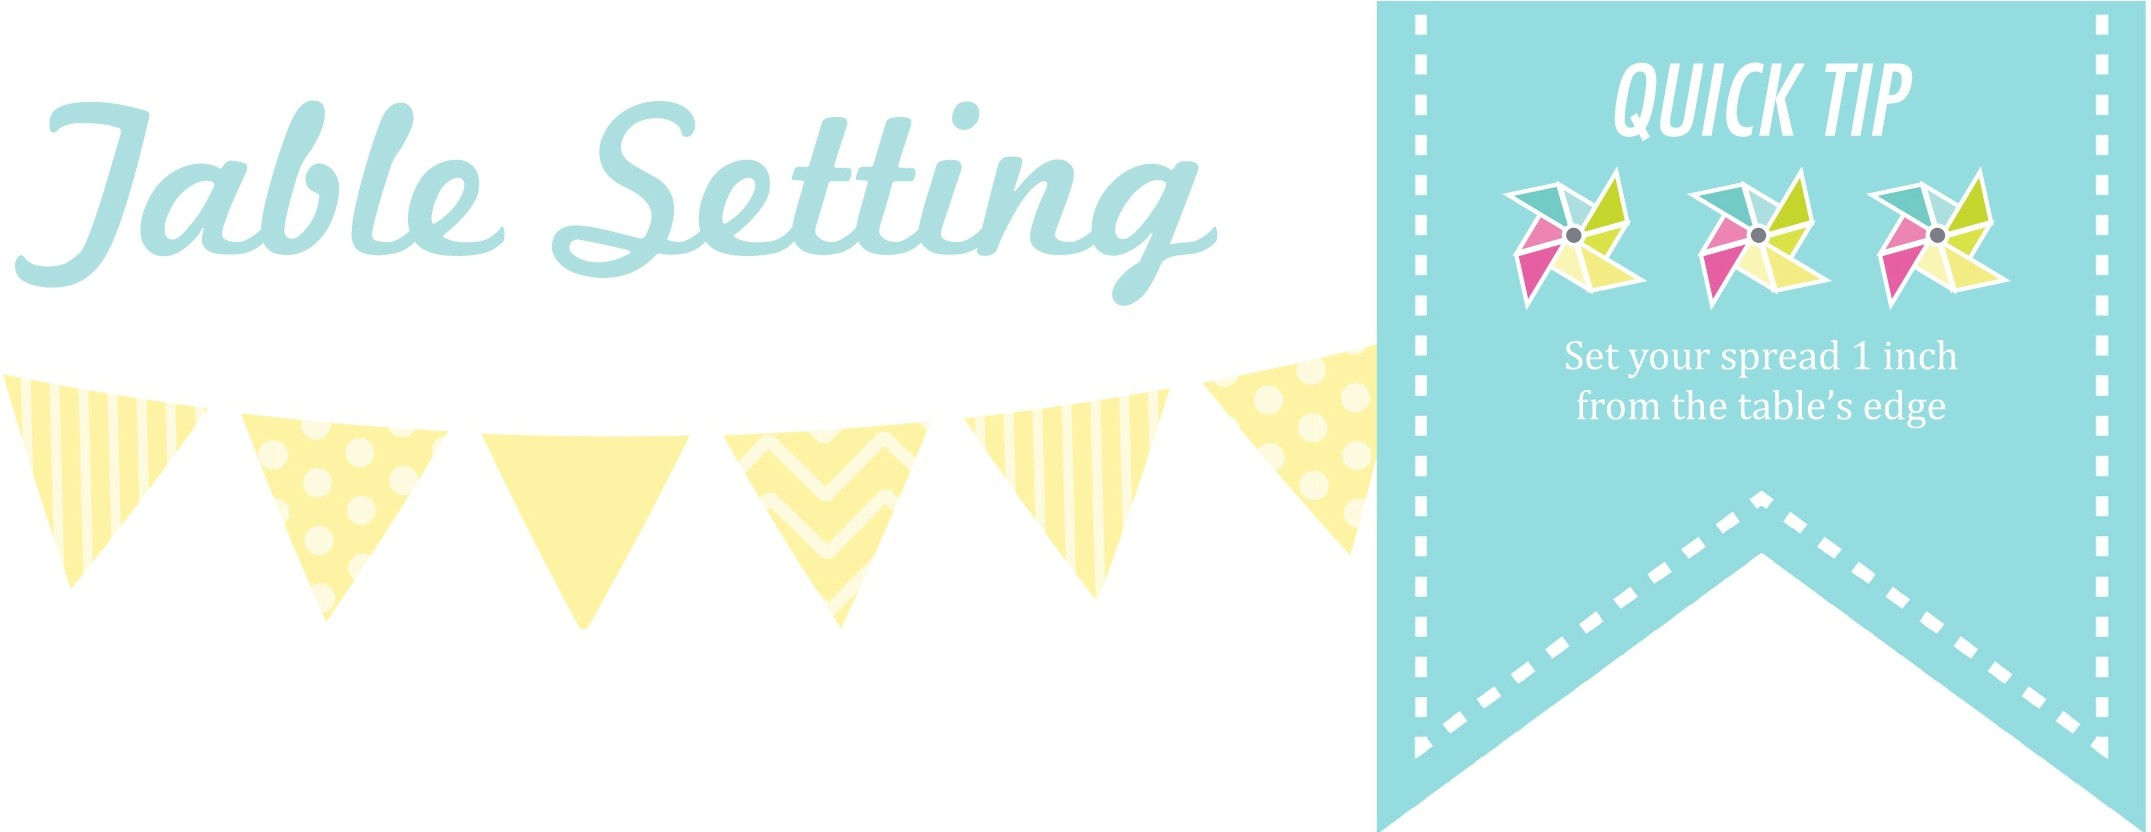 Table Setting
QUICK TIP
Set your spread 1 inch
from the table’s edge